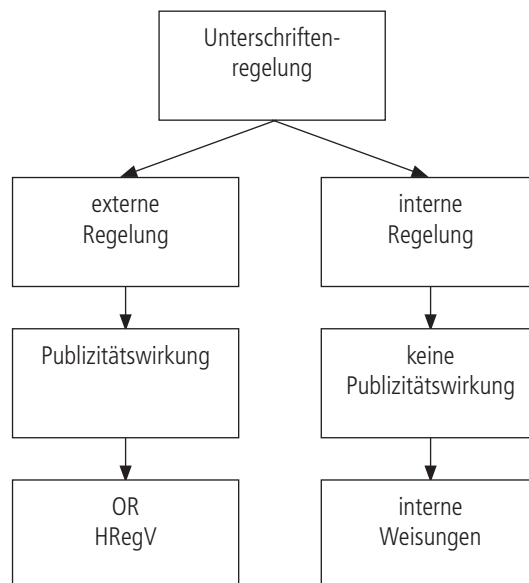 Unterschriften-
regelung
externe
Regelung
interne
Regelung
Publizitätswirkung
keine
Publizitätswirkung
OR
HRegV
interne
Weisungen